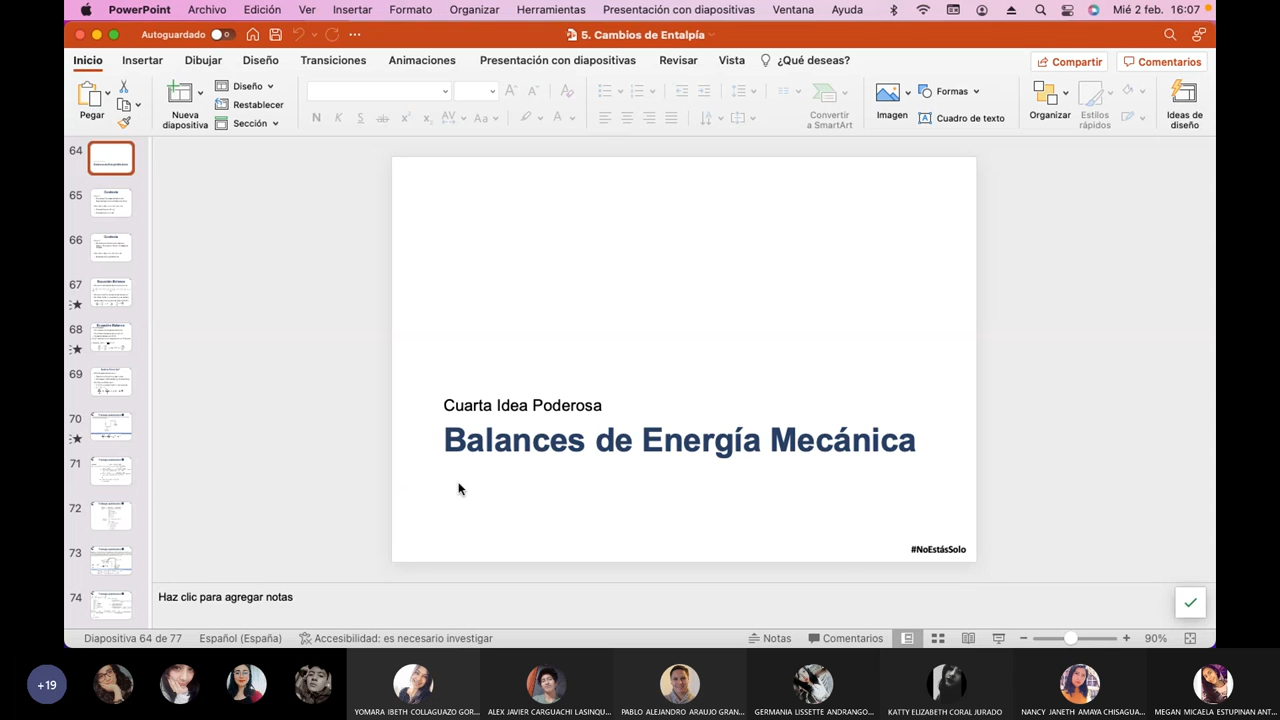 PowerPoint Archivo Edición Ver Insertar Formato Organizar Herramientas Presentación con diapositivas Ventana Ayuda Mié 2 feb. 16:07
Autoguardado 0 5. Cambios de Entalpía
Inicio Insertar Dibujar Diseño Transiciones Animaciones Presentación con diapositivas Revisar Vista ¿Qué deseas? Compartir Comentarios
Pegar
Nueva diapositiva
Diseño
Restablecer
Sección
Convertir a SmartArt
Imagen
Formas
Cuadro de texto
Organizar
Estilos rápidos
Ideas de diseño
64
65
66
67
68
69
70
71
72
73
74
Cuarta Idea Poderosa
Balances de Energía Mecánica
#NoEstásSolo
Haz clic para agregar notas
Diapositiva 64 de 77 Español (España) Accesibilidad: es necesario investigar Notas Comentarios 90%
+19
YOMARA IBETH COLLAGUAZO GOR...
ALEX JAVIER CARGUACHI LASINQU...
PABLO ALEJANDRO ARAUJO GRAN...
GERMANIA LISSETTE ANDRANGO...
KATTY ELIZABETH CORAL JURADO
NANCY JANETH AMAYA CHISAGUA...
MEGAN MICAELA ESTUPINAN ANT...